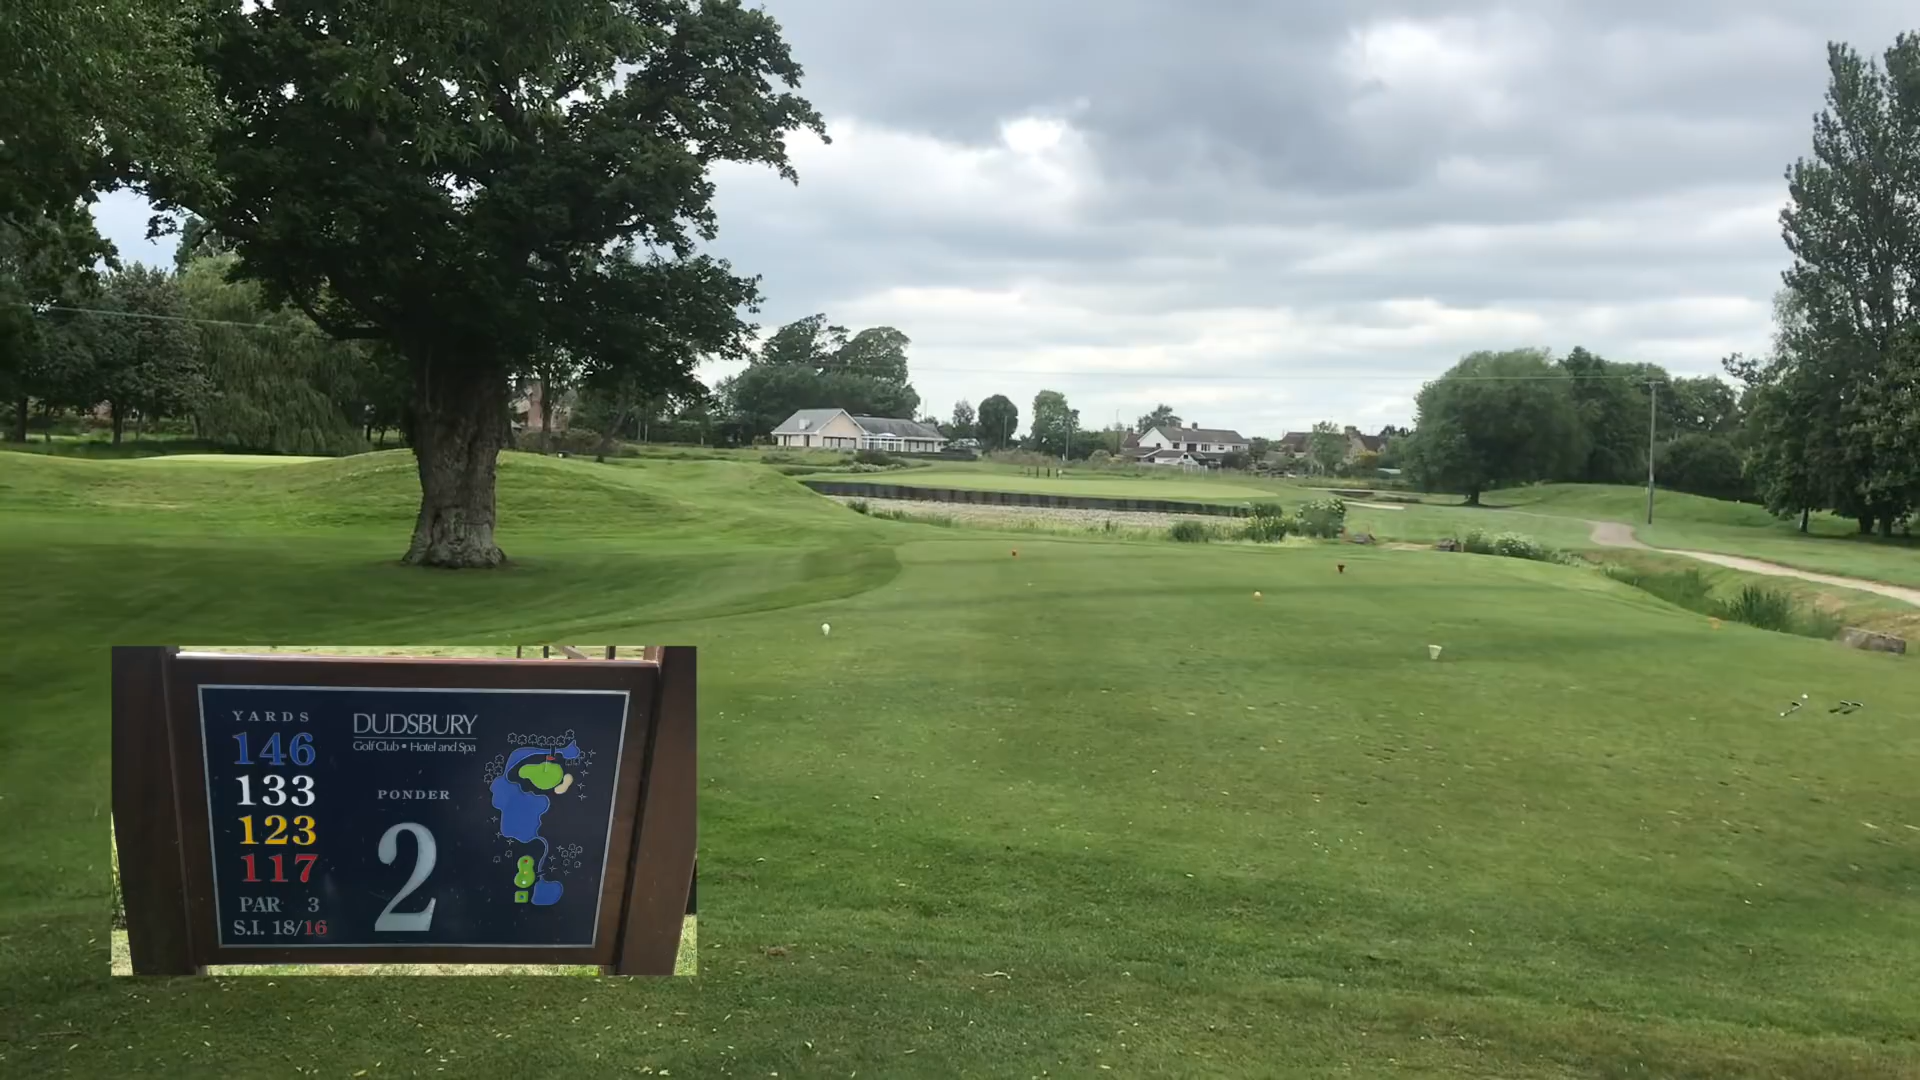 YARDS
146
133
123
117
PAR 3
S.I. 18/16
DUDSBURY
Golf Club • Hotel and Spa
PONDER
2